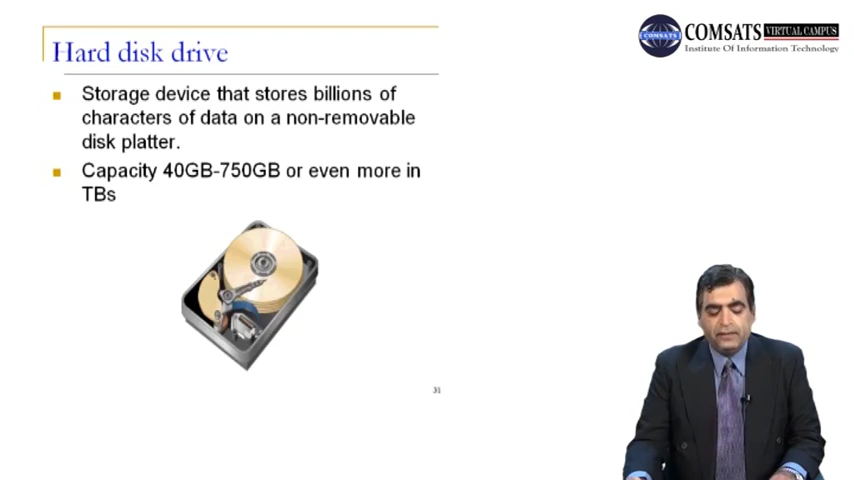 Hard disk drive
Storage device that stores billions of
characters of data on a non-removable
disk platter.
Capacity 40GB-750GB or even more in
TBs
31
COMSATS VIRTUAL CAMPUS
Institute Of Information Technology
COMSATS